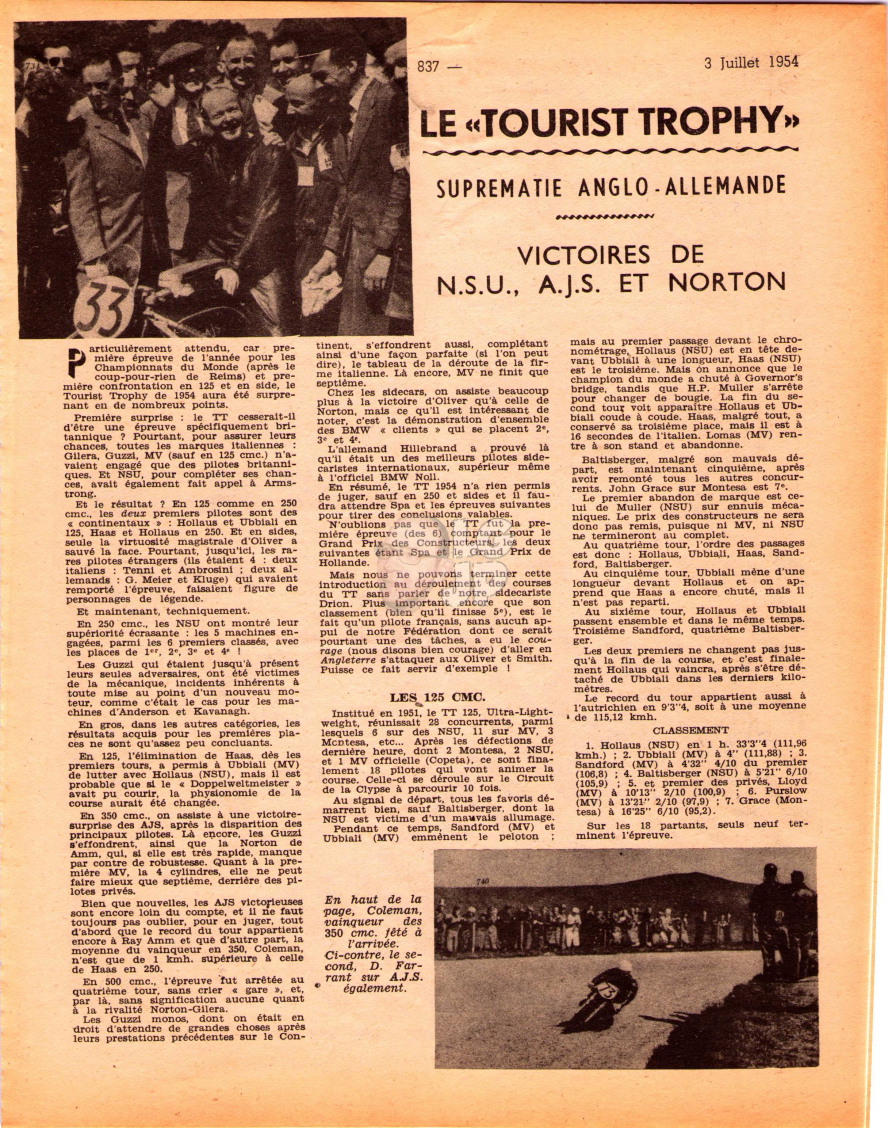 837 —
3 Juillet 1954
LE «TOURIST TROPHY»
SUPREMATIE ANGLO-ALLEMANDE
VICTOIRES DE
N.S.U., A.J.S. ET NORTON
33
Particulièrement attendu, car pre-
mière épreuve de l'année pour les
Championnats du Monde (après le
coup-pour-rien de Reims) et pre-
mière confrontation en 125 et en side, le
Tourist Trophy de 1954 aura été surpre-
nant en de nombreux points.
Première surprise : le TT cesserait-il
d'être une épreuve spécifiquement bri-
tannique ? Pourtant, pour assurer leurs
chances, toutes les marques italiennes :
Gilera, Guzzi, MV (sauf en 125 cmc.) n'a-
vaient engagé que des pilotes britanni-
ques. Et NSU, pour compléter ses chan-
ces, avait également fait appel à Arms-
trong.
Et le résultat ? En 125 comme en 250
cmc., les deux premiers pilotes sont des
« continentaux » : Hollaus et Ubbiali en
125, Haas et Hollaus en 250. Et en sides,
seule la virtuosité magistrale d'Oliver a
sauvé la face. Pourtant, jusqu'ici, les ra-
res pilotes étrangers (ils étaient 4 : deux
italiens : Tenni et Ambrosini ; deux al-
lemands : G. Meier et Kluge) qui avaient
remporté l'épreuve, faisaient figure de
personnages de légende.
Et maintenant, techniquement.
En 250 cmc., les NSU ont montré leur
supériorité écrasante : les 5 machines en-
gagées, parmi les 6 premiers classés, avec
les places de 1er, 2e, 3e et 4e !
Les Guzzi qui étaient jusqu'à présent
leurs seules adversaires, ont été victimes
de la mécanique, incidents inhérents à
toute mise au point d'un nouveau mo-
teur, comme c'était le cas pour les ma-
chines d'Anderson et Kavanagh.
En gros, dans les autres catégories, les
résultats acquis pour les premières pla-
ces ne sont qu'assez peu concluants.
En 125, l'élimination de Haas, dès les
premiers tours, a permis à Ubbiali (MV)
de lutter avec Hollaus (NSU), mais il est
probable que si le « Doppelweltmeister »
avait pu courir, la physionomie de la
course aurait été changée.
En 350 cmc., on assiste à une victoire-
surprise des AJS, après la disparition des
principaux pilotes. Là encore, les Guzzi
s'effondrent, ainsi que la Norton de
Amm, qui, si elle est très rapide, manque
par contre de robustesse. Quant à la pre-
mière MV, la 4 cylindres, elle ne peut
faire mieux que septième, derrière des pi-
lotes privés.
Bien que nouvelles, les AJS victorieuses
sont encore loin du compte, et il ne faut
toujours pas oublier, pour en juger, tout
d'abord que le record du tour appartient
encore à Ray Amm et què d'autre part, la
moyenne du vainqueur en 350, Coleman,
n'est que de 1 kmh. supérieure à celle
de Haas en 250.
En 500 cmc., l'épreuve fut arrêtée au
quatrième tour, sans crier « gare », et,
par là, sans signification aucune quant
à la rivalité Norton-Gilera.
Les Guzzi monos, dont on était en
droit d'attendre de grandes choses après
leurs prestations précédentes sur le Con-
tinent, s'effondrent aussi, complétant
ainsi d'une façon parfaite (si l'on peut
dire), le tableau de la déroute de la fir-
me italienne. Là encore, MV ne finit que
septième.
Chez les sidecars, on assiste beaucoup
plus à la victoire d'Oliver qu'à celle de
Norton, mais ce qu'il est intéressant de
noter, c'est la démonstration d'ensemble
des BMW « clients » qui se placent 2e,
3e et 4e.
L'allemand Hillebrand a prouvé là
qu'il était un des meilleurs pilotes side-
caristes internationaux, supérieur même
à l'officiel BMW Noll.
En résumé, le TT 1954 n'a rien permis
de juger, sauf en 250 et sides et il fau-
dra attendre Spa et les épreuves suivantes
pour tirer des conclusions valables.
N'oublions pas que le TT fut la pre-
mière épreuve (des 6) comptant pour le
Grand Prix des Constructeurs, les deux
suivantes étant Spa et le Grand Prix de
Hollande.
Mais nous ne pouvons terminer cette
introduction au déroulement des courses
du TT sans parler de notre sidecariste
Drion. Plus important encore que son
classement (bien qu'il finisse 5e), est le
fait qu'un pilote français, sans aucun ap-
pui de notre Fédération dont ce serait
pourtant une des tâches, a eu le cou-
rage (nous disons bien courage) d'aller en
Angleterre s'attaquer aux Oliver et Smith.
Puisse ce fait servir d'exemple !
LES 125 CMC.
Institué en 1951, le TT 125, Ultra-Light-
weight, réunissait 28 concurrents, parmi
lesquels 6 sur des NSU, 11 sur MV, 3
Montesa, etc... Après les défections de
dernière heure, dont 2 Montesa, 2 NSU,
et 1 MV officielle (Copeta), ce sont fina-
lement 18 pilotes qui vont animer la
course. Celle-ci se déroule sur le Circuit
de la Clypse à parcourir 10 fois.
Au signal de départ, tous les favoris dé-
marrent bien, sauf Baltisberger, dont la
NSU est victime d'un mauvais allumage.
Pendant ce temps, Sandford (MV) et
Ubbiali (MV) emmènent le peloton ;
mais au premier passage devant le chro-
nométrage, Hollaus (NSU) est en tête de-
vant Ubbiali à une longueur, Haas (NSU)
est le troisième. Mais on annonce que le
champion du monde a chuté à Governor's
bridge, tandis que H.P. Muller s'arrête
pour changer de bougie. La fin du se-
cond tour voit apparaître Hollaus et Ub-
biali coude à coude. Haas, malgré tout, a
conservé sa troisième place, mais il est à
16 secondes de l'italien. Lomas (MV) ren-
tre à son stand et abandonne.
Baltisberger, malgré son mauvais dé-
part, est maintenant cinquième, après
avoir remonté tous les autres concur-
rents. John Grace sur Montesa est 7e.
Le premier abandon de marque est ce-
lui de Muller (NSU) sur ennuis méca-
niques. Le prix des constructeurs ne sera
donc pas remis, puisque ni MV, ni NSU
ne termineront au complet.
Au quatrième tour, l'ordre des passages
est donc : Hollaus, Ubbiali, Haas, Sand-
ford, Baltisberger.
Au cinquième tour, Ubbiali mène d'une
longueur devant Hollaus et on ap-
prend que Haas a encore chuté, mais il
n'est pas reparti.
Au sixième tour, Hollaus et Ubbiali
passent ensemble et dans le même temps.
Troisième Sandford, quatrième Baltisber-
ger.
Les deux premiers ne changent pas jus-
qu'à la fin de la course, et c'est finale-
ment Hollaus qui vaincra, après s'être dé-
taché de Ubbiali dans les derniers kilo-
mètres.
Le record du tour appartient aussi à
l'autrichien en 9'3"4, soit à une moyenne
de 115,12 kmh.
CLASSEMENT
1. Hollaus (NSU) en 1 h. 33'3"4 (111,96
kmh.) ; 2. Ubbiali (MV) à 4" (111,88) ; 3.
Sandford (MV) à 4'32" 4/10 du premier
(106,8) ; 4. Baltisberger (NSU) à 5'21" 6/10
(105,9) ; 5. et premier des privés, Lloyd
(MV) à 10'13" 2/10 (100,9) ; 6. Purslow
(MV) à 13'21" 2/10 (97,9) ; 7. Grace (Mon-
tesa) à 16'25" 6/10 (95,2).
Sur les 18 partants, seuls neuf ter-
minent l'épreuve.
En haut de la
page, Coleman,
vainqueur des
350 cmc. fêté à
l'arrivée.
Ci-contre, le se-
cond, D. Far-
rant sur A.J.S.
également.
740